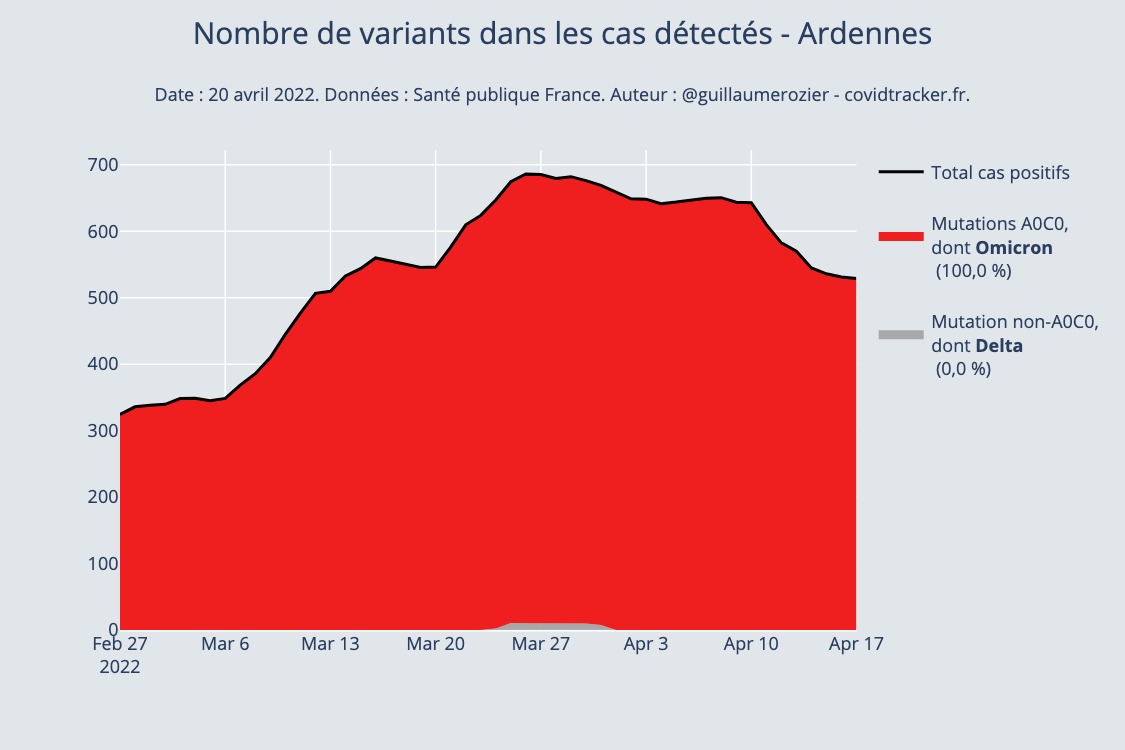 Nombre de variants dans les cas détectés - Ardennes
Date : 20 avril 2022. Données : Santé publique France. Auteur : @guillaumerozier - covidtracker.fr.
700
600
500
400
300
200
100
0
Feb 27
2022
Mar 6
Mar 13
Mar 20
Mar 27
Apr 3
Apr 10
Apr 17
Total cas positifs
Mutations A0C0,
dont Omicron
(100,0 %)
Mutation non-A0C0,
dont Delta
(0,0 %)